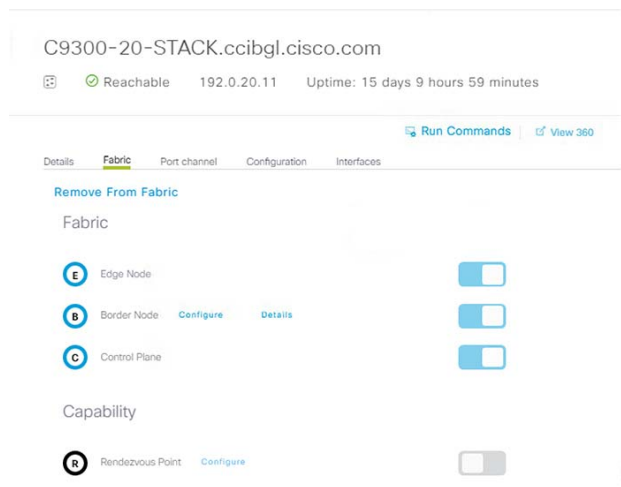 C9300-20-STACK.ccibgl.cisco.com
Reachable 192.0.20.11 Uptime: 15 days 9 hours 59 minutes
Run Commands View 360
Details Fabric Port channel Configuration Interfaces
Remove From Fabric
Fabric
E Edge Node
B Border Node Configure Details
C Control Plane
Capability
R Rendezvous Point Configure